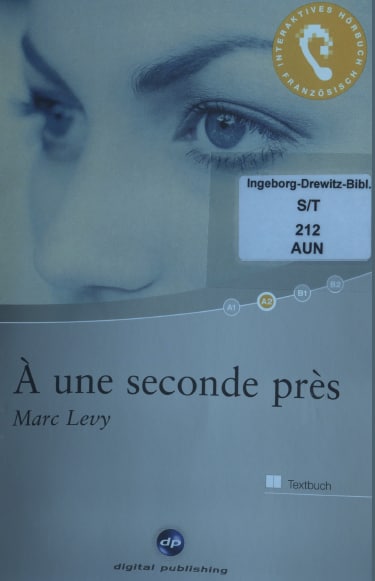 INTERAKTIVES HÖRBUCH
FRANZÖSISCH
Ingeborg-Drewitz-Bibl.
S/T
212
AUN
A1 A2 B1 B2
À une seconde près
Marc Levy
Textbuch
dp
digital publishing